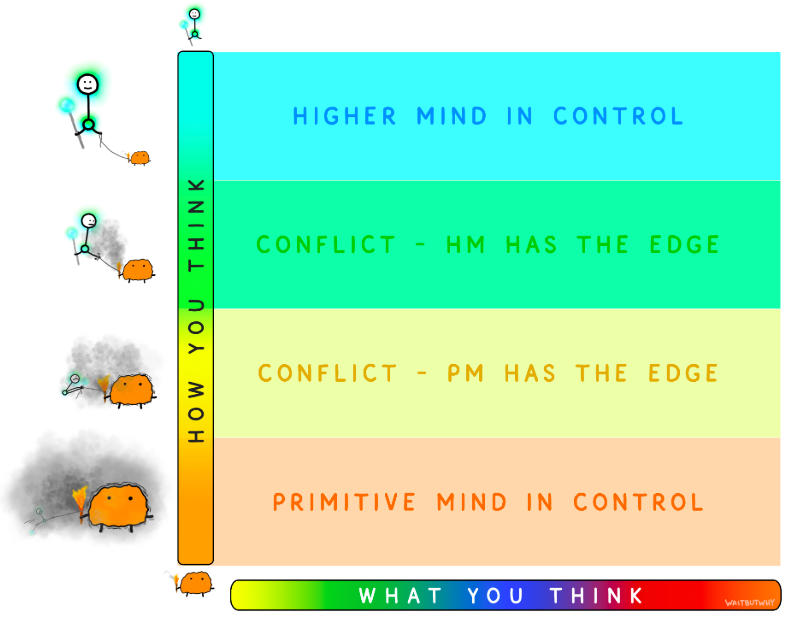 HIGHER MIND IN CONTROL
CONFLICT - HM HAS THE EDGE
HOW YOU THINK
CONFLICT - PM HAS THE EDGE
PRIMITIVE MIND IN CONTROL
WHAT YOU THINK
WAITBUTWHY